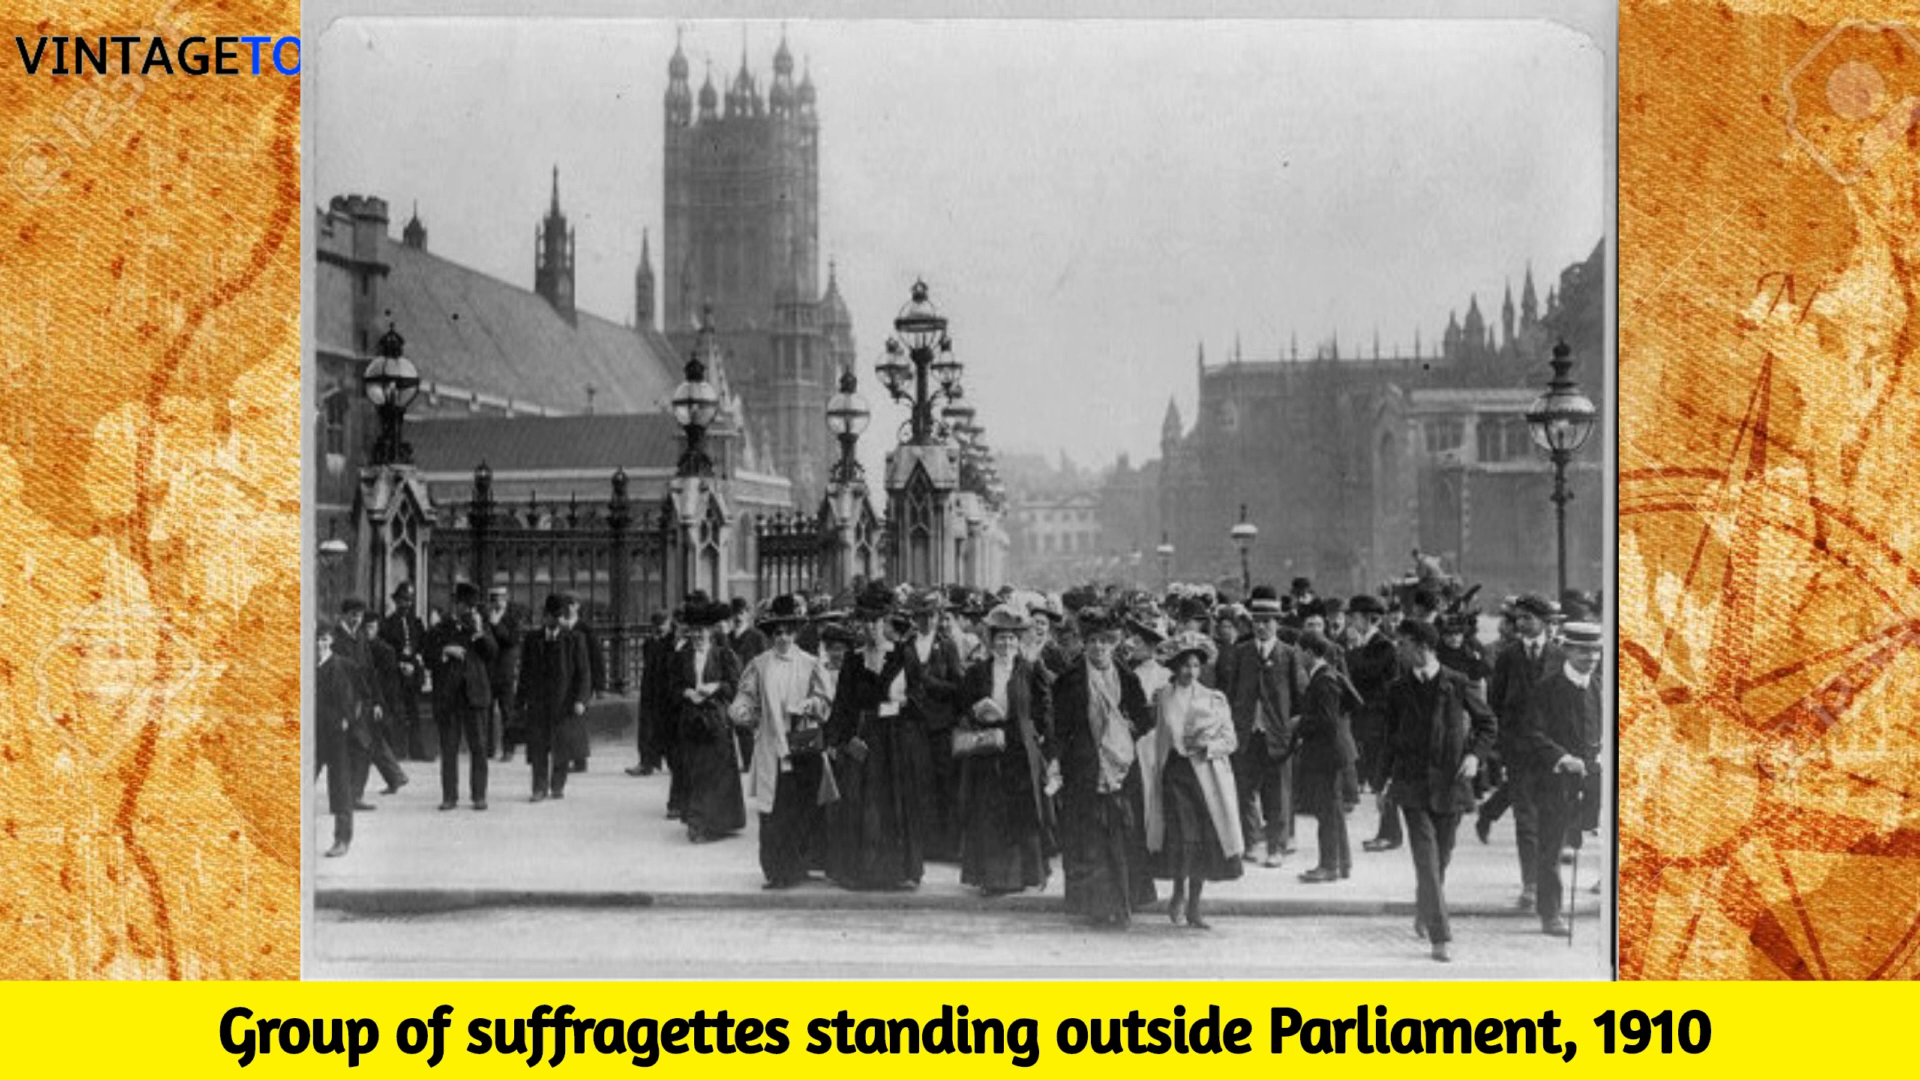 VINTAGETO
Group of suffragettes standing outside Parliament, 1910